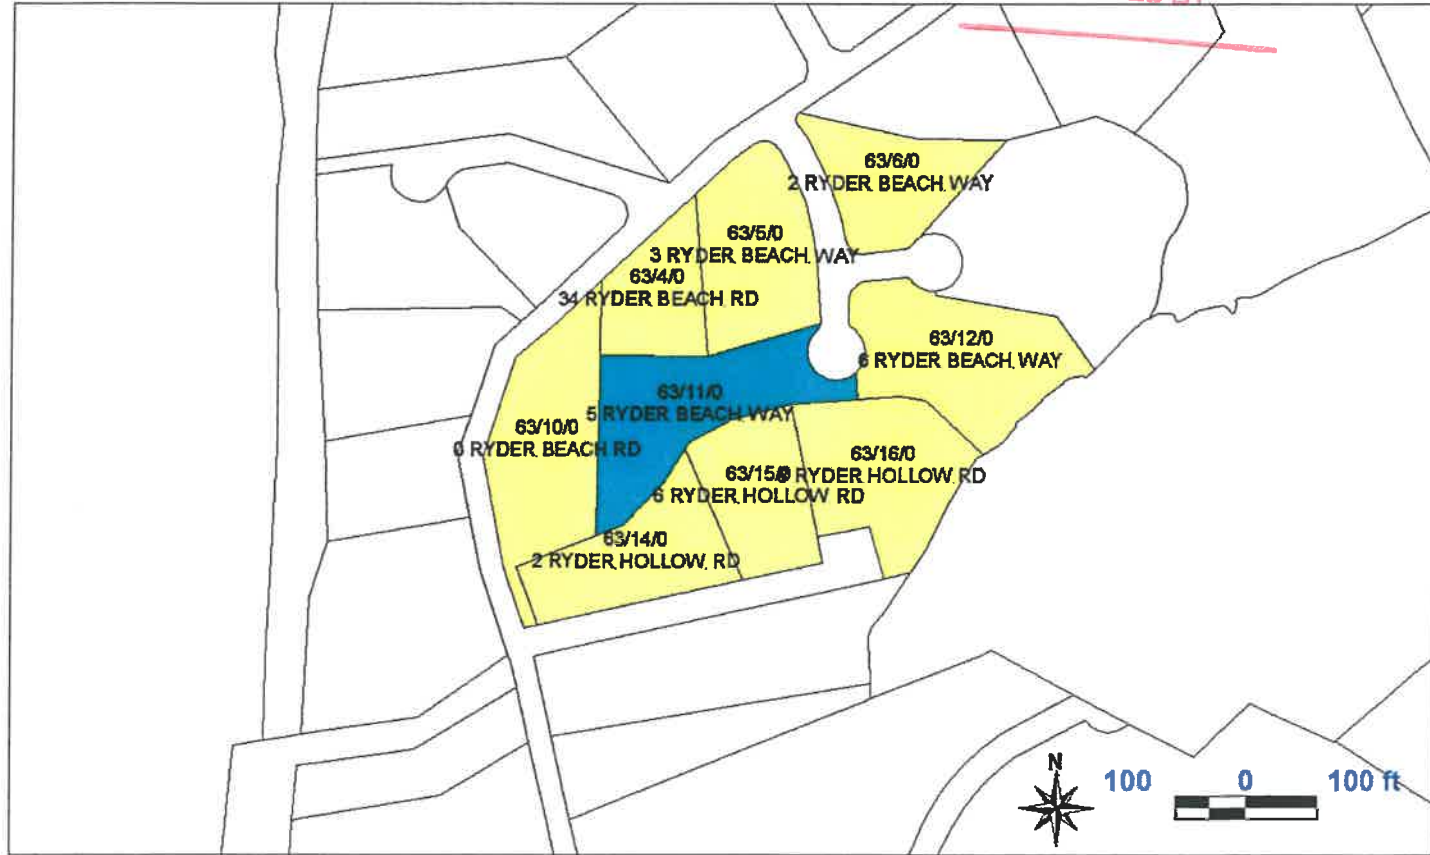 63/6/0
2 RYDER BEACH WAY
63/5/0
3 RYDER BEACH WAY
63/4/0
34 RYDER BEACH RD
63/12/0
6 RYDER BEACH WAY
63/11/0
5 RYDER BEACH WAY
63/10/0
0 RYDER BEACH RD
63/16/0
RYDER HOLLOW RD
63/15/0
6 RYDER HOLLOW RD
63/14/0
2 RYDER HOLLOW RD
N
100 0 100 ft